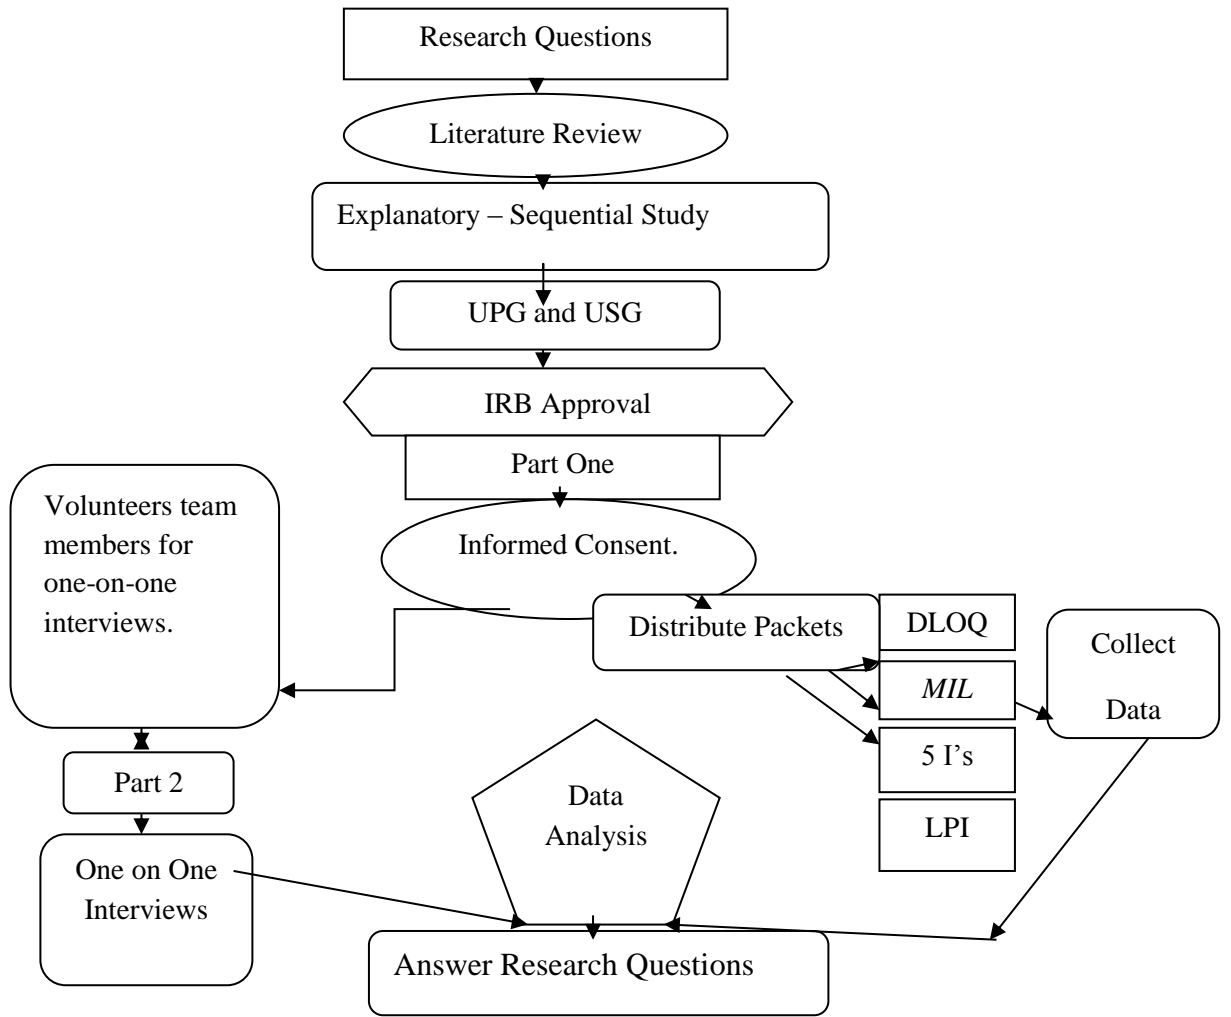 Research Questions
Literature Review
Explanatory – Sequential Study
UPG and USG
IRB Approval
Part One
Informed Consent.
Volunteers team
members for
one-on-one
interviews.
Distribute Packets
DLOQ
MIL
5 I’s
LPI
Collect
Data
Part 2
One on One
Interviews
Data
Analysis
Answer Research Questions